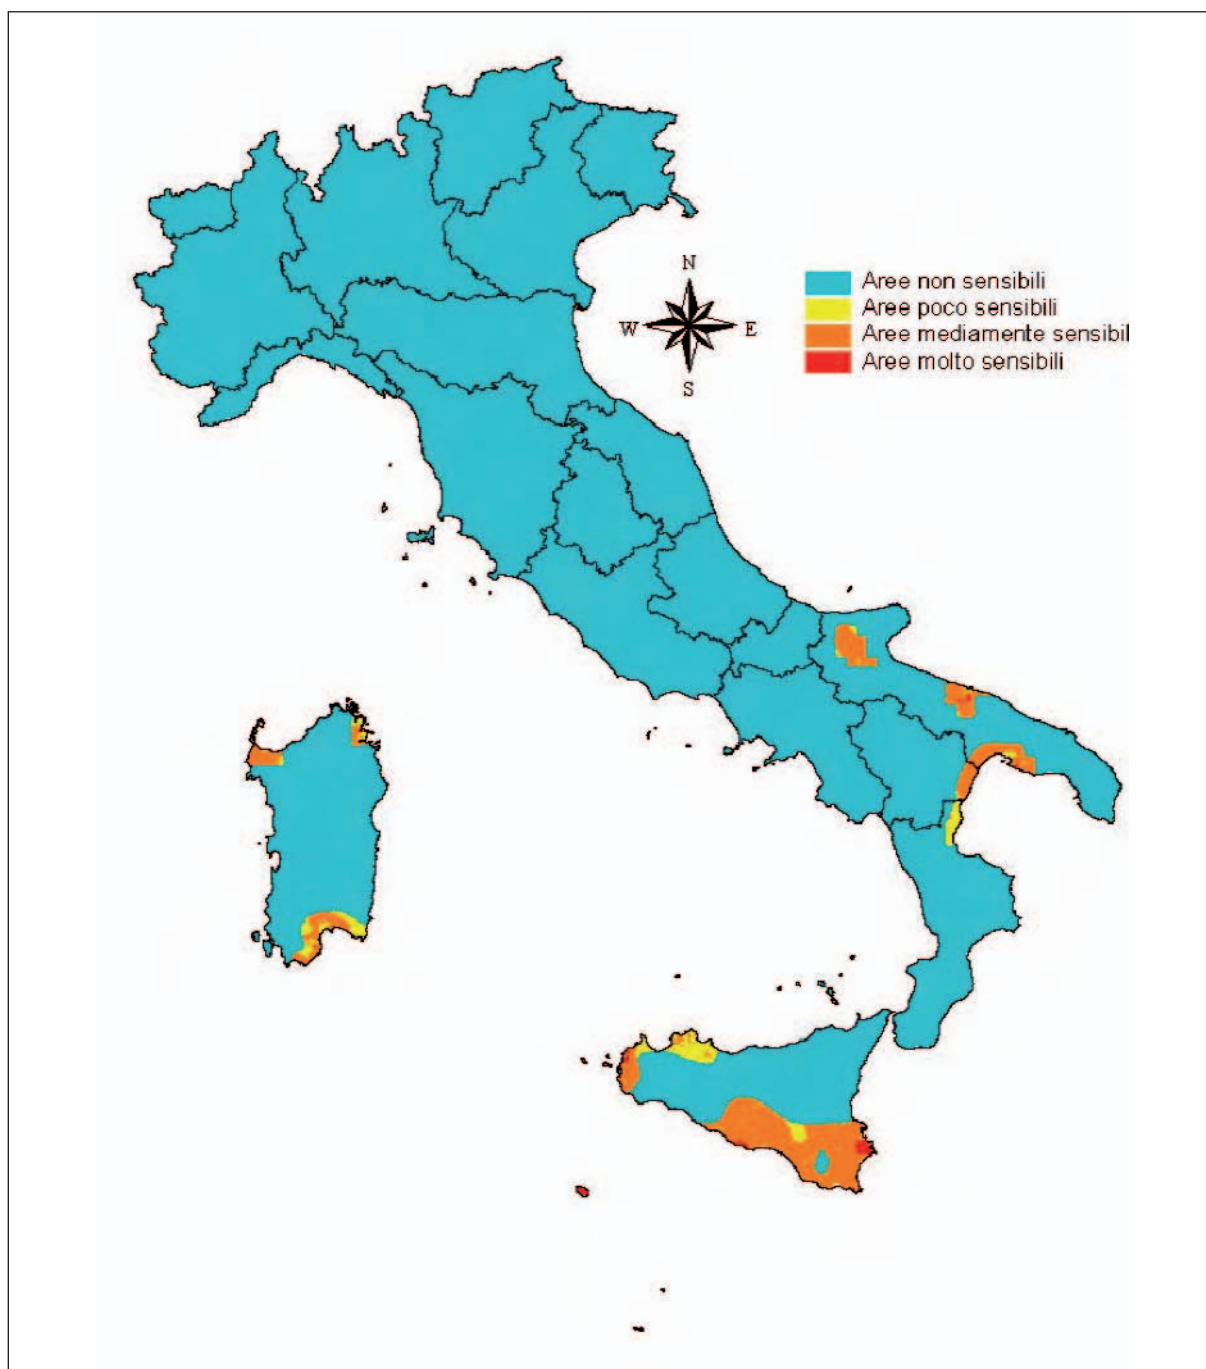 N
W E
S
Aree non sensibili
Aree poco sensibili
Aree mediamente sensibil
Aree molto sensibili